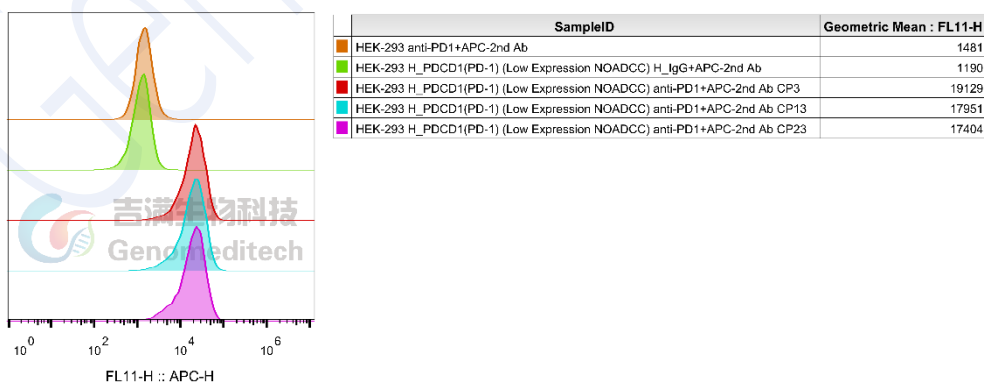 SampleID Geometric Mean : FL11-H
HEK-293 anti-PD1+APC-2nd Ab 1481
HEK-293 H_PDCD1(PD-1) (Low Expression NOADCC) H_IgG+APC-2nd Ab 1190
HEK-293 H_PDCD1(PD-1) (Low Expression NOADCC) anti-PD1+APC-2nd Ab CP3 19129
HEK-293 H_PDCD1(PD-1) (Low Expression NOADCC) anti-PD1+APC-2nd Ab CP13 17951
HEK-293 H_PDCD1(PD-1) (Low Expression NOADCC) anti-PD1+APC-2nd Ab CP23 17404
吉满生物科技
Genomeditech
10^0 10^2 10^4 10^6
FL11-H :: APC-H